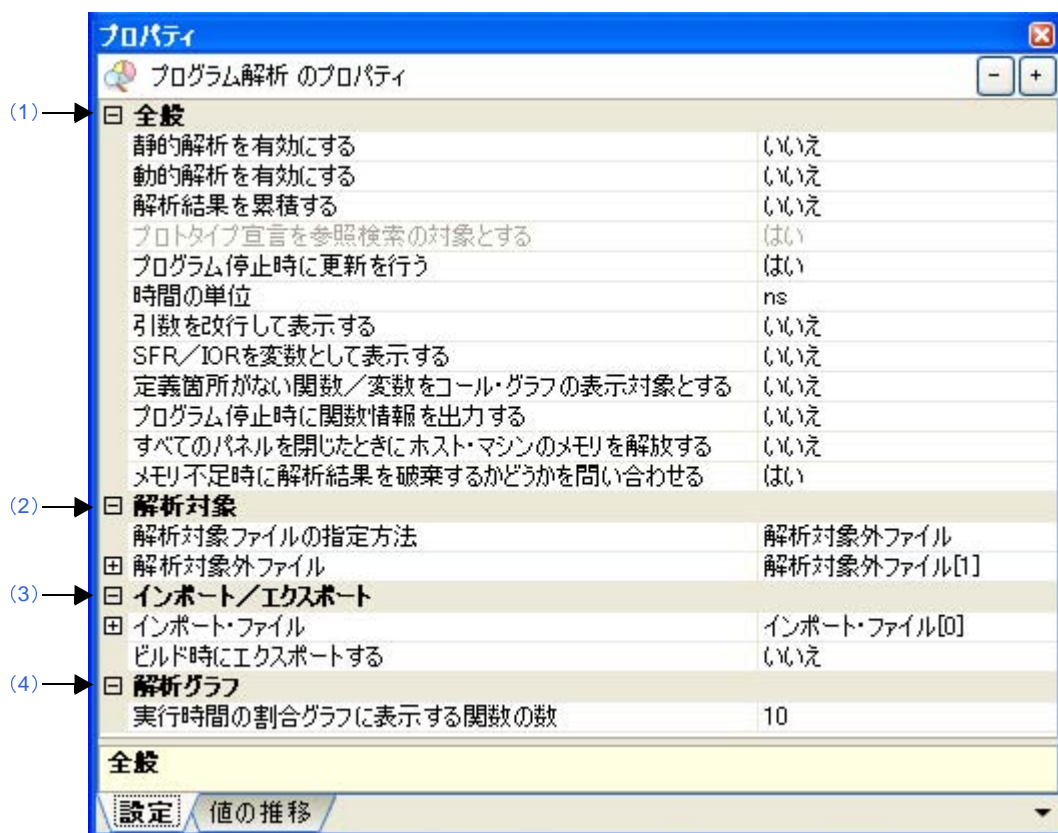 プロパティ
プログラム解析 のプロパティ
- +
(1) 全般
静的解析を有効にする いいえ
動的解析を有効にする いいえ
解析結果を累積する いいえ
プロトタイプ宣言を参照検索の対象とする はい
プログラム停止時に更新を行う はい
時間の単位 ns
引数を改行して表示する いいえ
SFR／IORを変数として表示する いいえ
定義箇所がない関数／変数をコール・グラフの表示対象とする いいえ
プログラム停止時に関数情報を出力する いいえ
すべてのパネルを閉じたときにホスト・マシンのメモリを解放する いいえ
メモリ不足時に解析結果を破棄するかどうかを問い合わせる はい
(2) 解析対象
解析対象ファイルの指定方法 解析対象外ファイル
解析対象外ファイル 解析対象外ファイル[1]
(3) インポート／エクスポート
インポート・ファイル インポート・ファイル[0]
ビルド時にエクスポートする いいえ
(4) 解析グラフ
実行時間の割合グラフに表示する関数の数 10
全般
設定 値の推移